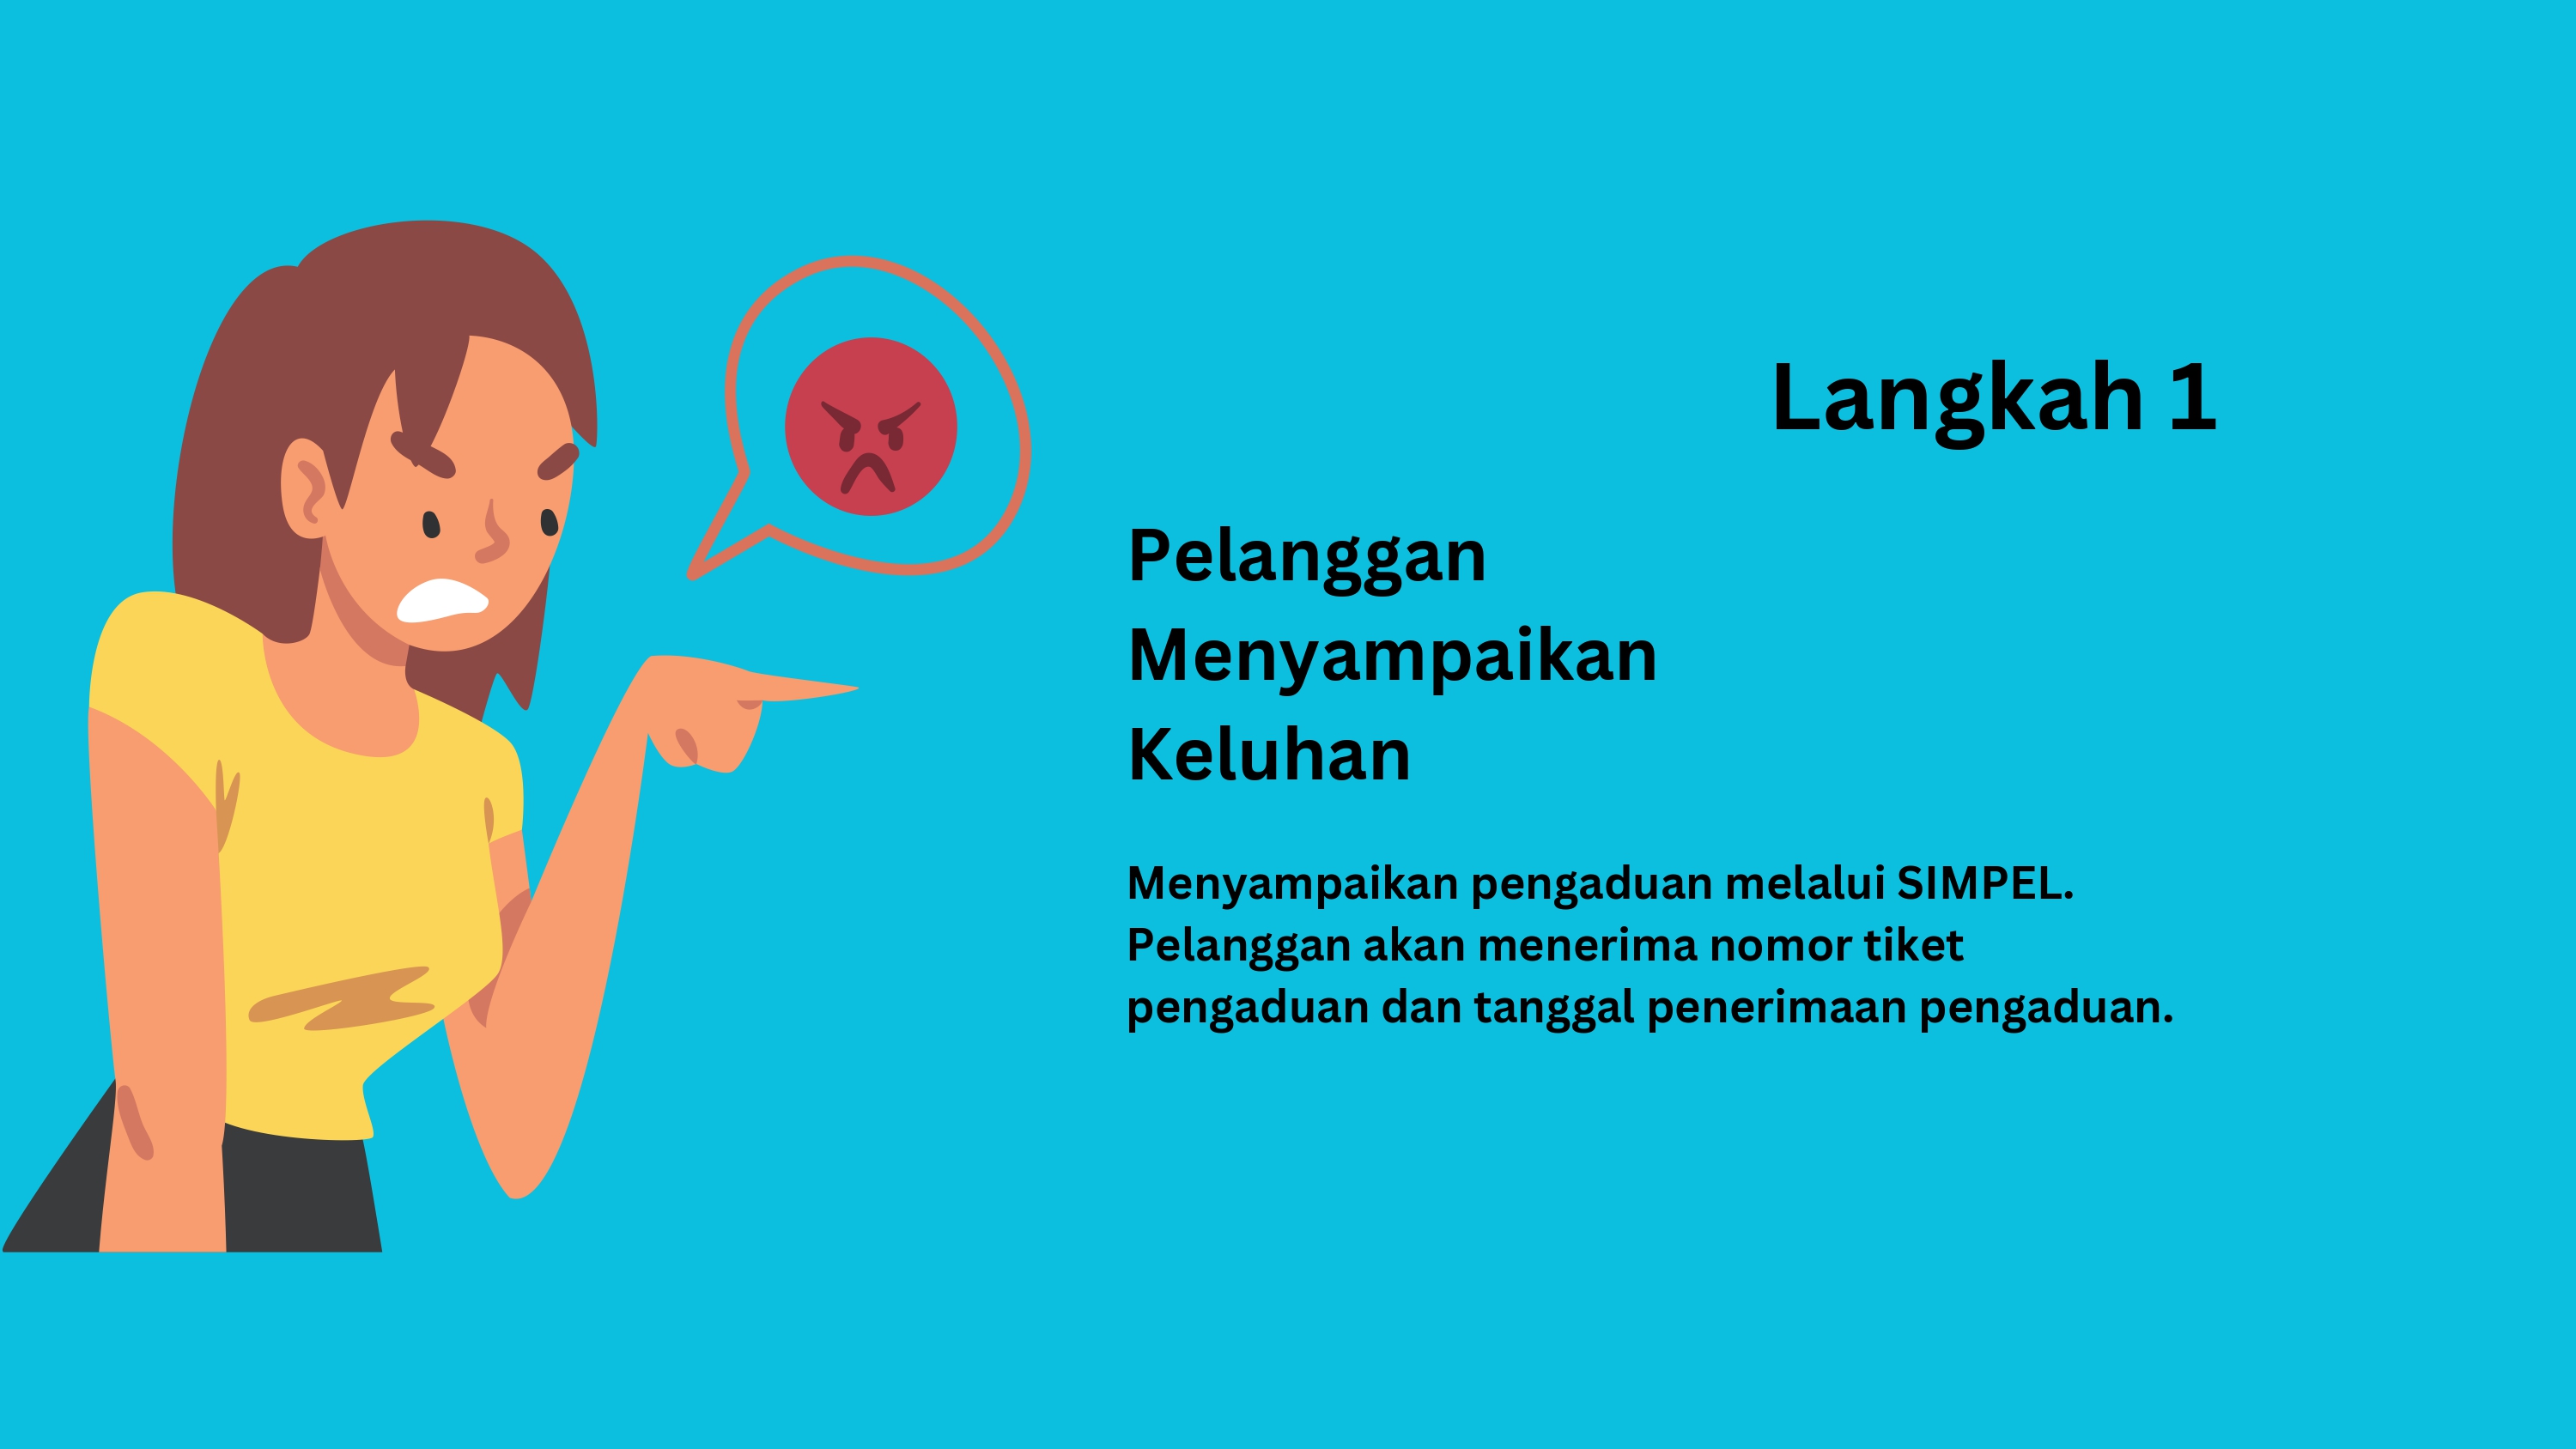 Langkah 1
Pelanggan
Menyampaikan
Keluhan
Menyampaikan pengaduan melalui SIMPEL.
Pelanggan akan menerima nomor tiket
pengaduan dan tanggal penerimaan pengaduan.